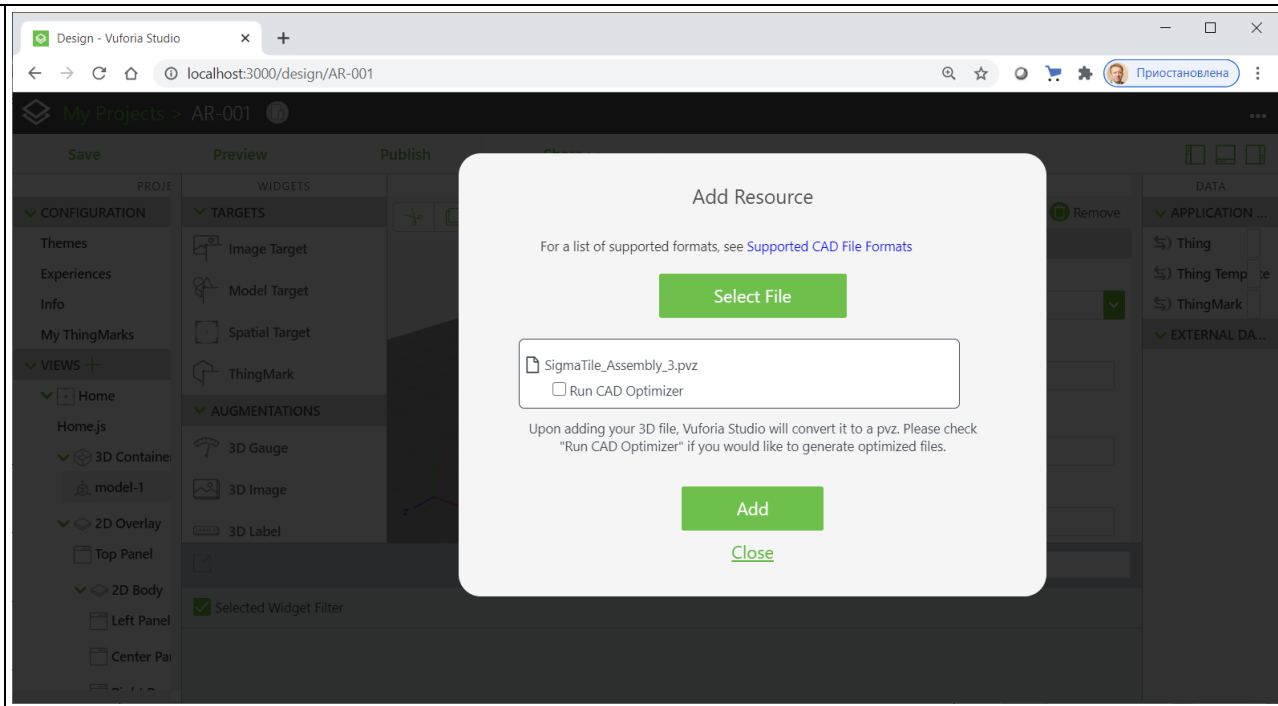 Design - Vuforia Studio
localhost:3000/design/AR-001
Приостановлена
My Projects > AR-001
Save Preview Publish
PROJE WIDGETS DATA
CONFIGURATION
Themes
Experiences
Info
My ThingMarks
VIEWS
Home
Home.js
3D Container
model-1
2D Overlay
Top Panel
2D Body
Left Panel
Center Pa
TARGETS
Image Target
Model Target
Spatial Target
ThingMark
AUGMENTATIONS
3D Gauge
3D Image
3D Label
Selected Widget Filter
z
Add Resource
For a list of supported formats, see Supported CAD File Formats
Select File
SigmaTile_Assembly_3.pvz
Run CAD Optimizer
Upon adding your 3D file, Vuforia Studio will convert it to a pvz. Please check
"Run CAD Optimizer" if you would like to generate optimized files.
Add
Close
Remove
APPLICATION ...
Thing
Thing Temp
ThingMark
EXTERNAL DA...